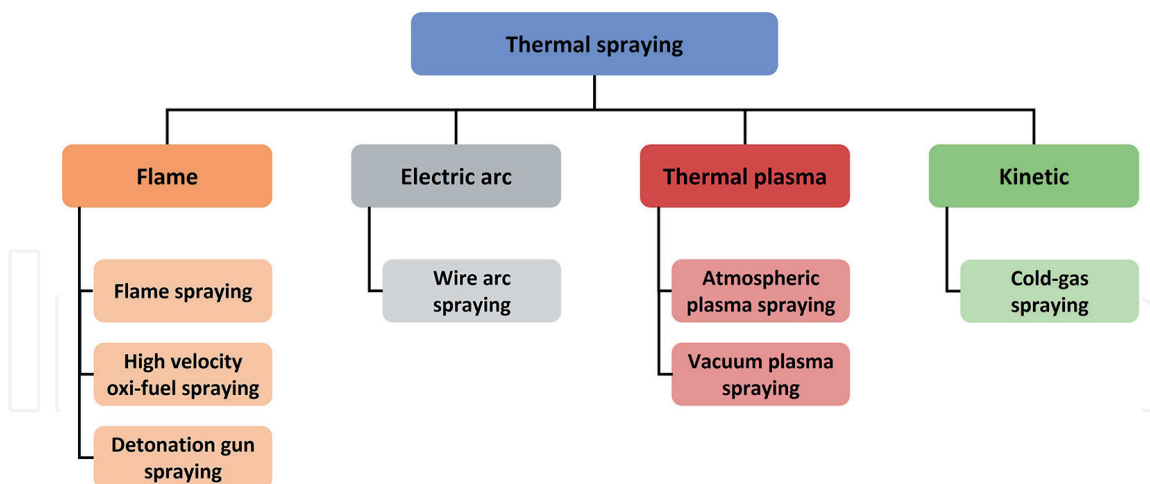 Thermal spraying
Flame
Electric arc
Thermal plasma
Kinetic
Flame spraying
High velocity
oxi-fuel spraying
Detonation gun
spraying
Wire arc
spraying
Atmospheric
plasma spraying
Vacuum plasma
spraying
Cold-gas
spraying